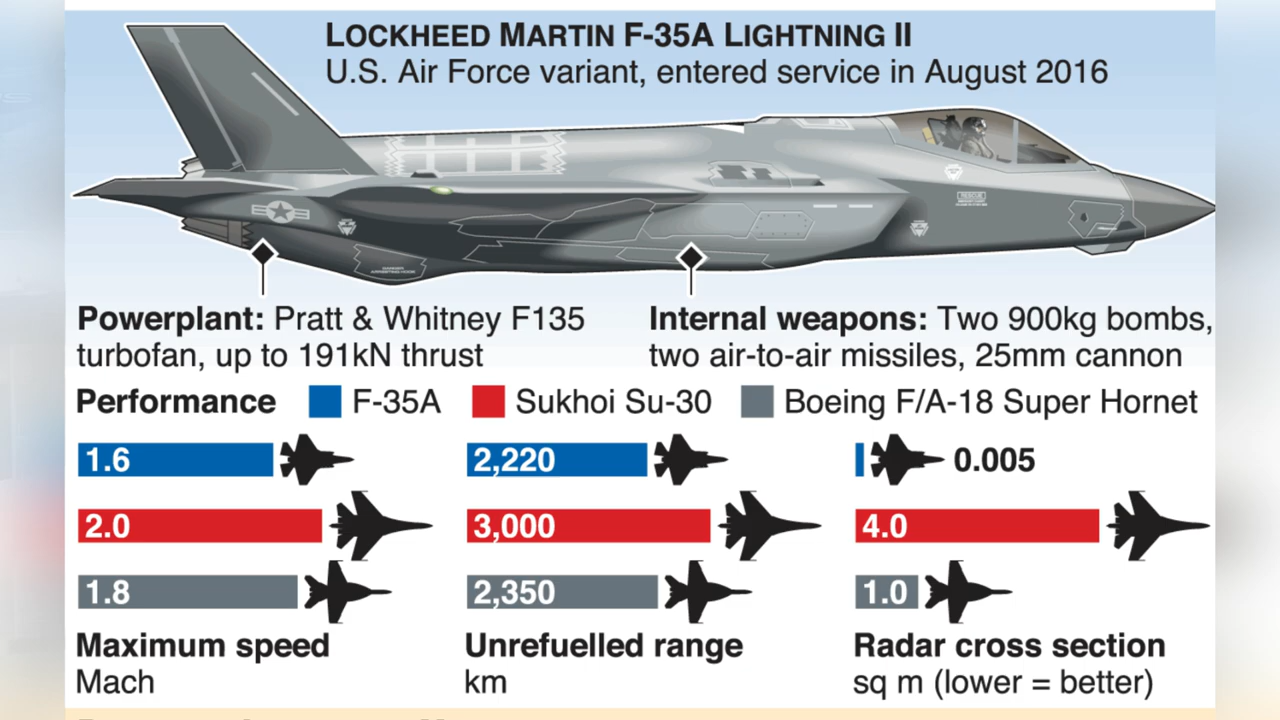 LOCKHEED MARTIN F-35A LIGHTNING II
U.S. Air Force variant, entered service in August 2016
Powerplant: Pratt & Whitney F135
turbofan, up to 191kN thrust
Internal weapons: Two 900kg bombs,
two air-to-air missiles, 25mm cannon
Performance F-35A Sukhoi Su-30 Boeing F/A-18 Super Hornet
1.6
2.0
1.8
Maximum speed
Mach
2,220
3,000
2,350
Unrefuelled range
km
0.005
4.0
1.0
Radar cross section
sq m (lower = better)
RESCUE